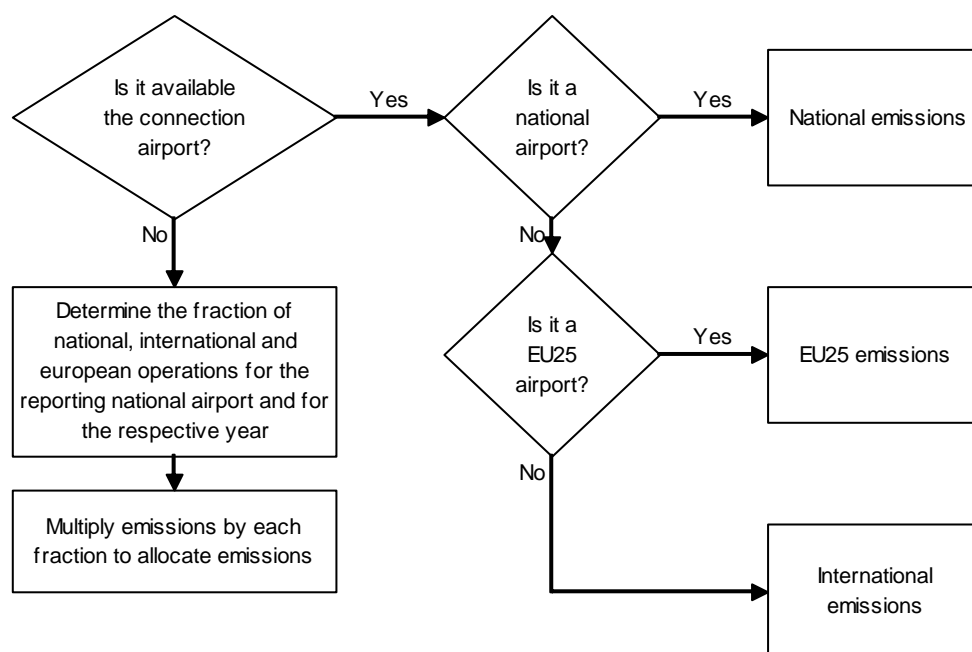 Is it available
the connection
airport?
Yes
Is it a
national
airport?
Yes
National emissions
No
No
Determine the fraction of
national, international and
european operations for the
reporting national airport and for
the respective year
Is it a
EU25
airport?
Yes
EU25 emissions
No
Multiply emissions by each
fraction to allocate emissions
International
emissions